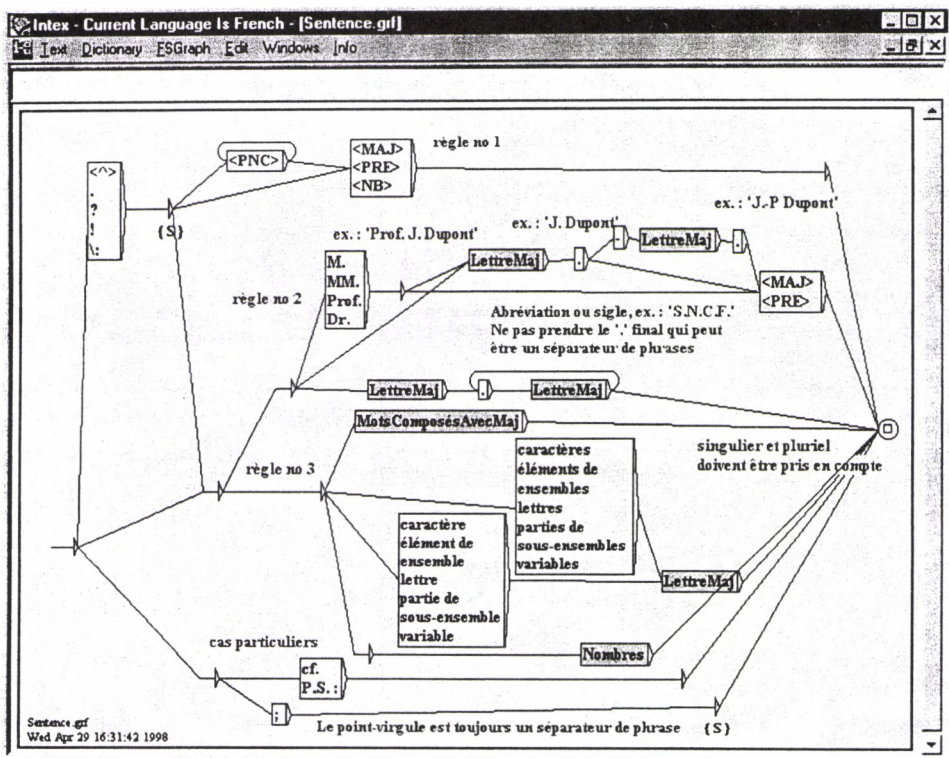 Intex - Current Language Is French - [Sentence.grf]
Text Dictionary FSGraph Edit Windows Info
<PNC>
<MAJ>
<PRE>
<NB>
règle no 1
<^>
.
?
!
\:
{S}
ex. : 'J.-P Dupont'
ex. : 'J. Dupont'
ex. : 'Prof. J. Dupont'
LettreMaj
.
-
LettreMaj
.
règle no 2
M.
MM.
Prof.
Dr.
<MAJ>
<PRE>
Abréviation ou sigle, ex. : 'S.N.C.F.'
Ne pas prendre le '.' final qui peut
être un séparateur de phrases
LettreMaj
.
LettreMaj
MotsComposésAvecMaj
singulier et pluriel
doivent être pris en compte
règle no 3
caractères
éléments de
ensembles
lettres
parties de
sous-ensembles
variables
caractère
élément de
ensemble
lettre
partie de
sous-ensemble
variable
LettreMaj
Nombres
cas particuliers
cf.
P.S. :
;
Le point-virgule est toujours un séparateur de phrase {S}
Sentence.grf
Wed Apr 29 16:31:42 1998